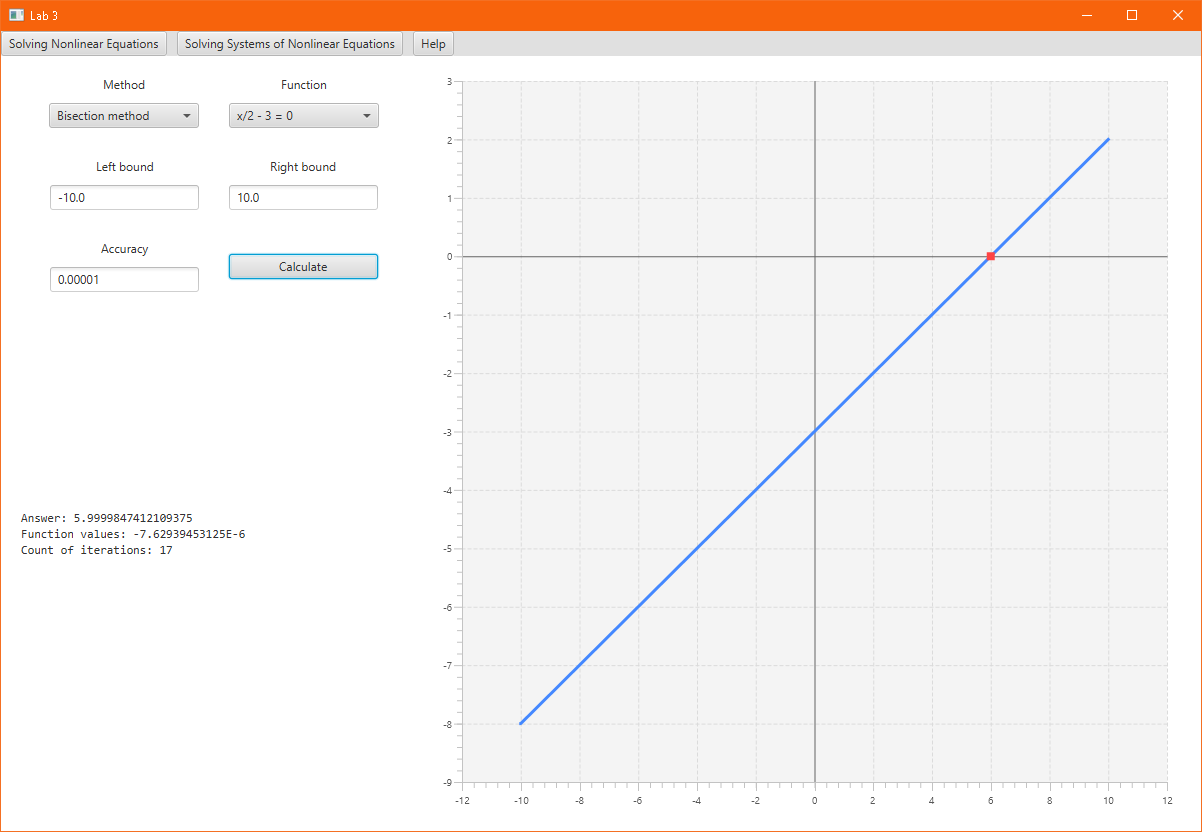 Lab 3
Solving Nonlinear Equations Solving Systems of Nonlinear Equations Help
Method Function
Bisection method x/2 - 3 = 0
Left bound Right bound
-10.0 10.0
Accuracy
0.00001 Calculate
Answer: 5.9999847412109375
Function values: -7.62939453125E-6
Count of iterations: 17
3
2
1
0
-1
-2
-3
-4
-5
-6
-7
-8
-9
-12 -10 -8 -6 -4 -2 0 2 4 6 8 10 12